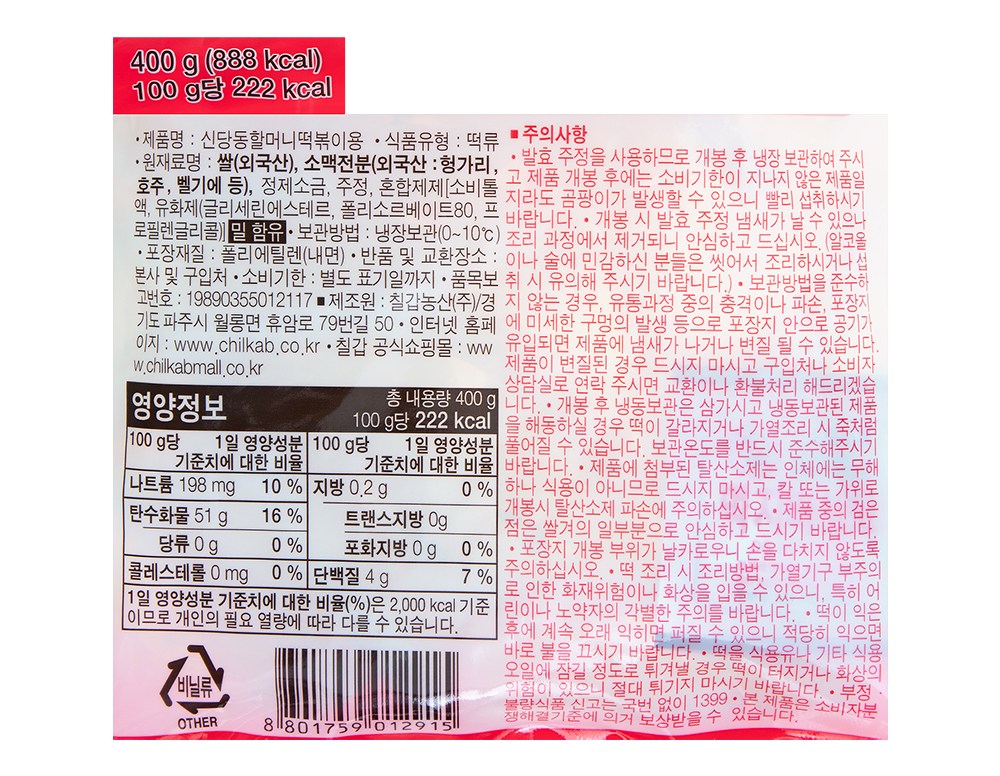 400 g (888 kcal)
100 g당 222 kcal
•제품명 : 신당동할머니떡볶이용 •식품유형 : 떡류
•원재료명 : 쌀(외국산), 소맥전분(외국산 : 헝가리,
호주, 벨기에 등), 정제소금, 주정, 혼합제제[소비톨
액, 유화제(글리세린에스테르, 폴리소르베이트80, 프
로필렌글리콜)] 밀 함유 •보관방법 : 냉장보관(0~10℃)
•포장재질 : 폴리에틸렌(내면) •반품 및 교환장소 :
본사 및 구입처 •소비기한 : 별도 표기일까지 •품목보
고번호 : 19890355012117 ■제조원 : 칠갑농산(주)/경
기도 파주시 월롱면 휴암로 79번길 50 •인터넷 홈페
이지 : www.chilkab.co.kr •칠갑 공식쇼핑몰 : ww
w.chilkabmall.co.kr
영양정보 총 내용량 400 g
100 g당 222 kcal
100 g당 1일 영양성분 기준치에 대한 비율 100 g당 1일 영양성분 기준치에 대한 비율
나트륨 198 mg 10 % 지방 0.2 g 0 %
탄수화물 51 g 16 % 트랜스지방 0g
당류 0 g 0 % 포화지방 0 g 0 %
콜레스테롤 0 mg 0 % 단백질 4 g 7 %
1일 영양성분 기준치에 대한 비율(%)은 2,000 kcal 기준
이므로 개인의 필요 열량에 따라 다를 수 있습니다.
비닐류
OTHER
8 801759 012915
■주의사항
•발효 주정을 사용하므로 개봉 후 냉장 보관하여 주시
고 제품 개봉 후에는 소비기한이 지나지 않은 제품일
지라도 곰팡이가 발생할 수 있으니 빨리 섭취하시기
바랍니다. •개봉 시 발효 주정 냄새가 날 수 있으나
조리 과정에서 제거되니 안심하고 드십시오. (알코올
이나 술에 민감하신 분들은 씻어서 조리하시거나 섭
취 시 유의해 주시기 바랍니다.) •보관방법을 준수하
지 않는 경우, 유통과정 중의 충격이나 파손, 포장지
에 미세한 구멍의 발생 등으로 포장지 안으로 공기가
유입되면 제품에 냄새가 나거나 변질 될 수 있습니다.
제품이 변질된 경우 드시지 마시고 구입처나 소비자
상담실로 연락 주시면 교환이나 환불처리 해드리겠습
니다. •개봉 후 냉동보관은 삼가시고 냉동보관된 제품
을 해동하실 경우 떡이 갈라지거나 가열조리 시 죽처럼
풀어질 수 있습니다. 보관온도를 반드시 준수해주시기
바랍니다. •제품에 첨부된 탈산소제는 인체에는 무해
하나 식용이 아니므로 드시지 마시고, 칼 또는 가위로
개봉시 탈산소제 파손에 주의하십시오. •제품 중의 검은
점은 쌀겨의 일부분으로 안심하고 드시기 바랍니다.
•포장지 개봉 부위가 날카로우니 손을 다치지 않도록
주의하십시오. •떡 조리 시 조리방법, 가열기구 부주의
로 인한 화재위험이나 화상을 입을 수 있으니, 특히 어
린이나 노약자의 각별한 주의를 바랍니다. •떡이 익은
후에 계속 오래 익히면 퍼질 수 있으니 적당히 익으면
바로 불을 끄시기 바랍니다. •떡을 식용유나 기타 식용
오일에 잠길 정도로 튀겨낼 경우 떡이 터지거나 화상의
위험이 있으니 절대 튀기지 마시기 바랍니다. •부정·
불량식품 신고는 국번 없이 1399 •본 제품은 소비자분
쟁해결기준에 의거 보상받을 수 있습니다.